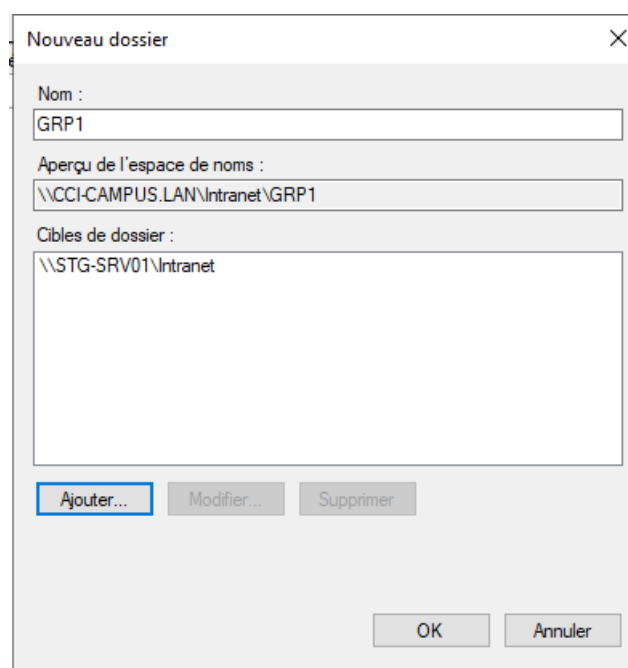 Nouveau dossier
Nom :
GRP1
Aperçu de l'espace de noms :
\\CCI-CAMPUS.LAN\Intranet\GRP1
Cibles de dossier :
\\STG-SRV01\Intranet
Ajouter... Modifier... Supprimer
OK Annuler